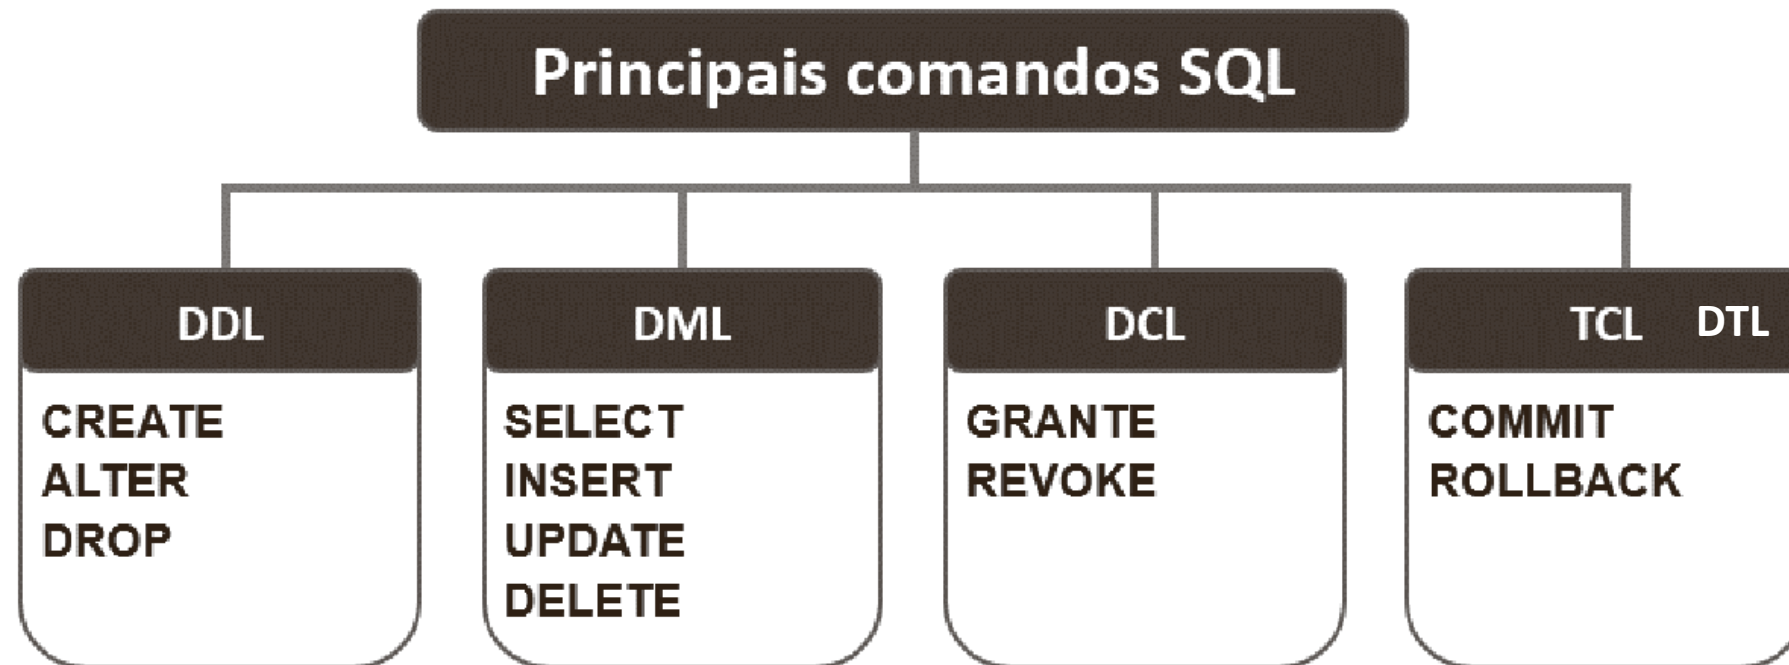 Principais comandos SQL
DDL
CREATE
ALTER
DROP
DML
SELECT
INSERT
UPDATE
DELETE
DCL
GRANTE
REVOKE
TCL DTL
COMMIT
ROLLBACK